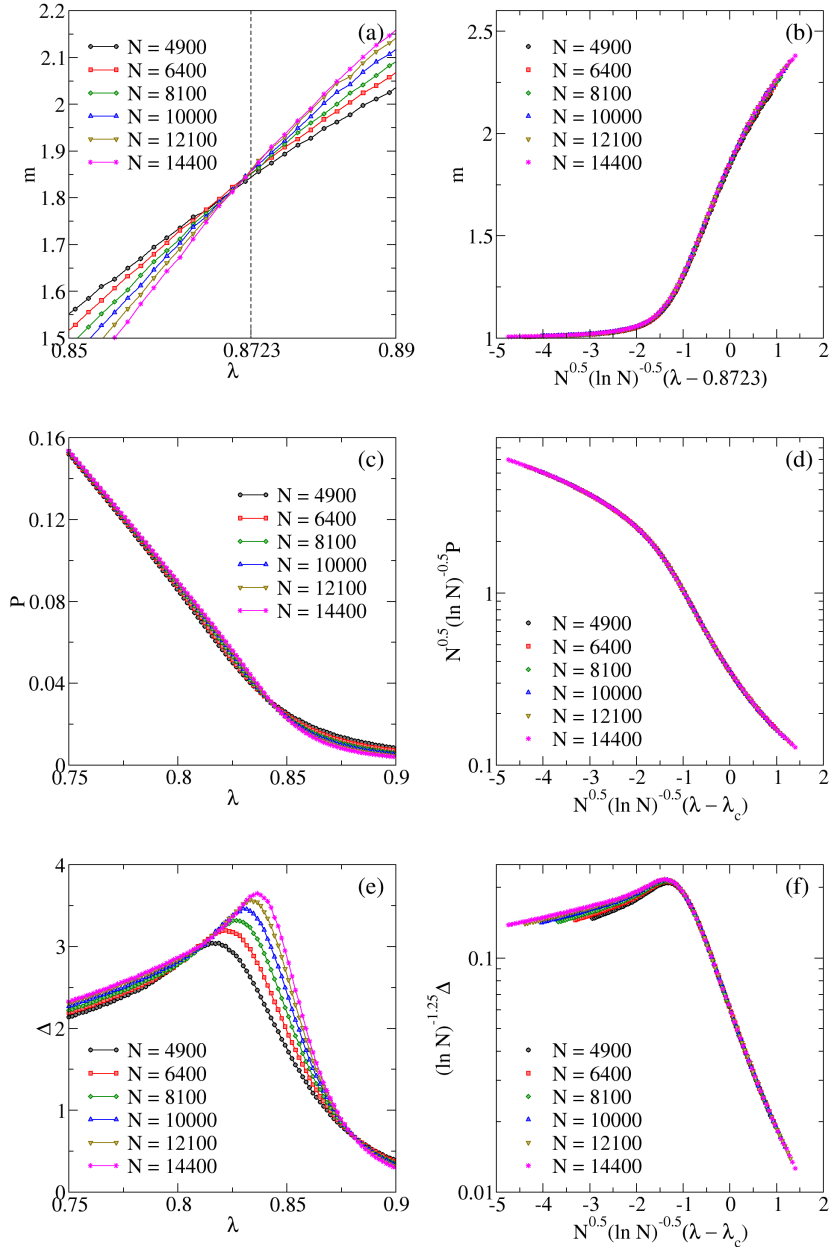 (a)
N = 4900
N = 6400
N = 8100
N = 10000
N = 12100
N = 14400
2.2
2.1
2
1.9
1.8
1.7
1.6
1.5
m
0.85
0.8723
0.89
λ
(b)
N = 4900
N = 6400
N = 8100
N = 10000
N = 12100
N = 14400
2.5
2
1.5
1
m
-5 -4 -3 -2 -1 0 1 2
N^0.5(ln N)^-0.5(λ − 0.8723)
(c)
N = 4900
N = 6400
N = 8100
N = 10000
N = 12100
N = 14400
0.16
0.12
0.08
0.04
0
P
0.75 0.8 0.85 0.9
λ
(d)
N = 4900
N = 6400
N = 8100
N = 10000
N = 12100
N = 14400
1
0.1
N^0.5(ln N)^-0.5P
-5 -4 -3 -2 -1 0 1 2
N^0.5(ln N)^-0.5(λ − λ_c)
(e)
N = 4900
N = 6400
N = 8100
N = 10000
N = 12100
N = 14400
4
3
2
1
0
Δ
0.75 0.8 0.85 0.9
λ
(f)
N = 4900
N = 6400
N = 8100
N = 10000
N = 12100
N = 14400
0.1
0.01
(ln N)^-1.25Δ
-5 -4 -3 -2 -1 0 1 2
N^0.5(ln N)^-0.5(λ − λ_c)